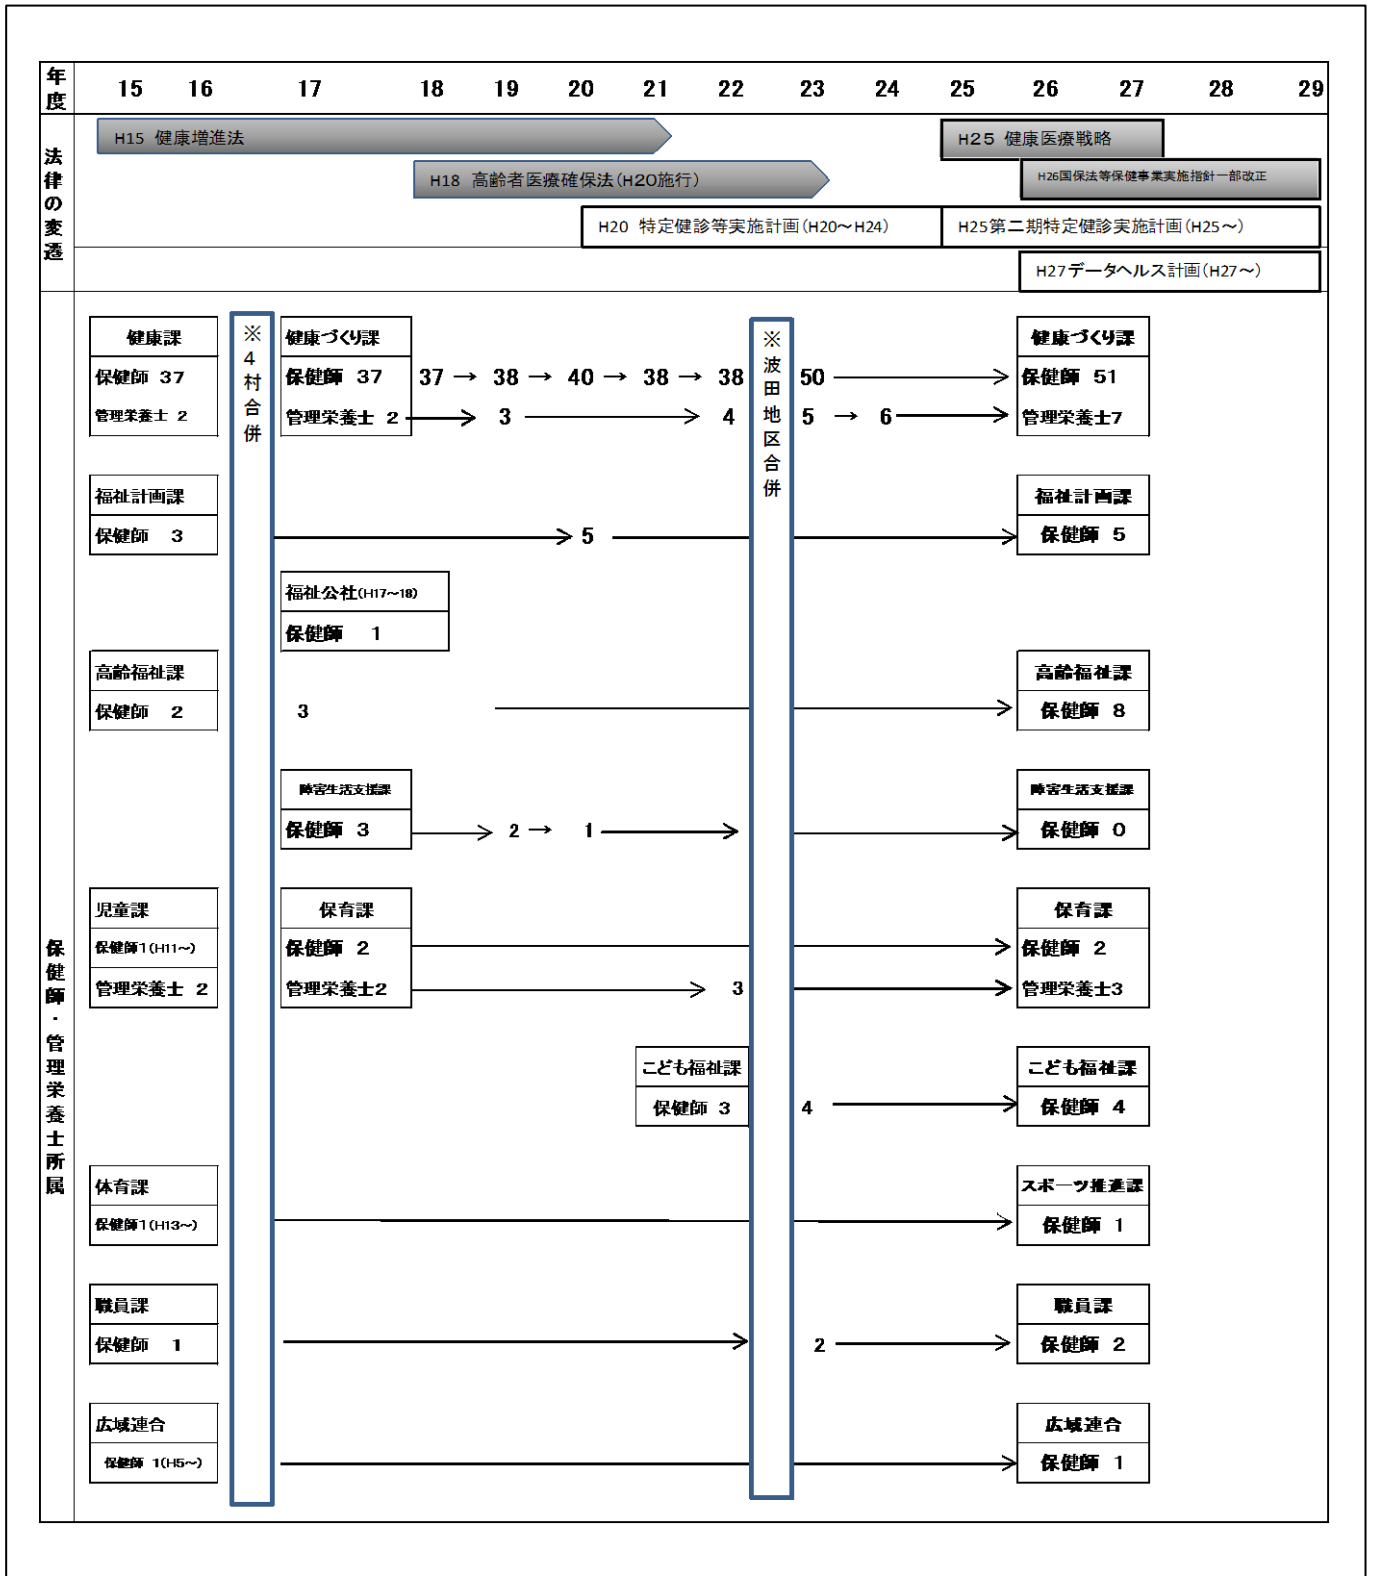 年度 15 16 17 18 19 20 21 22 23 24 25 26 27 28 29
法律の変遷
H15 健康増進法
H25 健康医療戦略
H18 高齢者医療確保法(H20施行)
H26国保法等保健事業実施指針一部改正
H20 特定健診等実施計画(H20～H24)
H25第二期特定健診実施計画(H25～)
H27データヘルス計画(H27～)
保健師・管理栄養士所属
※4村合併
※波田地区合併
健康課
健康づくり課
健康づくり課
保健師 37
保健師 37
37 → 38 → 40 → 38 → 38
50
保健師 51
管理栄養士 2
管理栄養士 2
3
4
5 → 6
管理栄養士7
福祉計画課
福祉計画課
保健師 3
5
保健師 5
福祉公社(H17～18)
保健師 1
高齢福祉課
高齢福祉課
保健師 2
3
保健師 8
障害生活支援課
障害生活支援課
保健師 3
2 → 1
保健師 0
児童課
保育課
保育課
保健師1(H11～)
保健師 2
保健師 2
管理栄養士 2
管理栄養士2
3
管理栄養士3
こども福祉課
こども福祉課
保健師 3
4
保健師 4
体育課
スポーツ推進課
保健師1(H13～)
保健師 1
職員課
職員課
保健師 1
2
保健師 2
広域連合
広域連合
保健師 1(H5～)
保健師 1